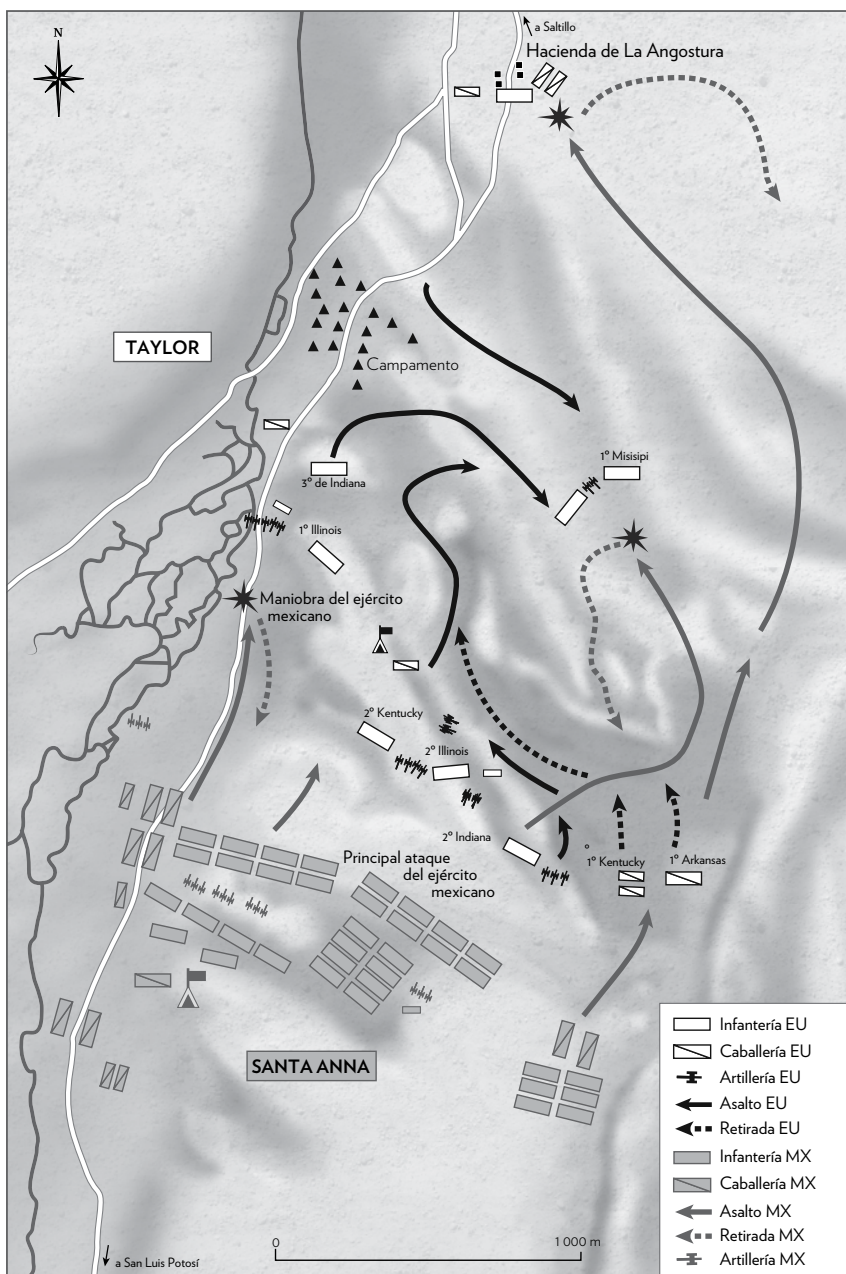 N
a Saltillo
Hacienda de La Angostura
TAYLOR
Campamento
1º Misisipi
3º de Indiana
1º Illinois
Maniobra del ejército
mexicano
2º Kentucky
2º Illinois
2º Indiana
º
1º Kentucky
1º Arkansas
Principal ataque
del ejército
mexicano
SANTA ANNA
a San Luis Potosí
0
1 000 m
Infantería EU
Caballería EU
Artillería EU
Asalto EU
Retirada EU
Infantería MX
Caballería MX
Asalto MX
Retirada MX
Artillería MX